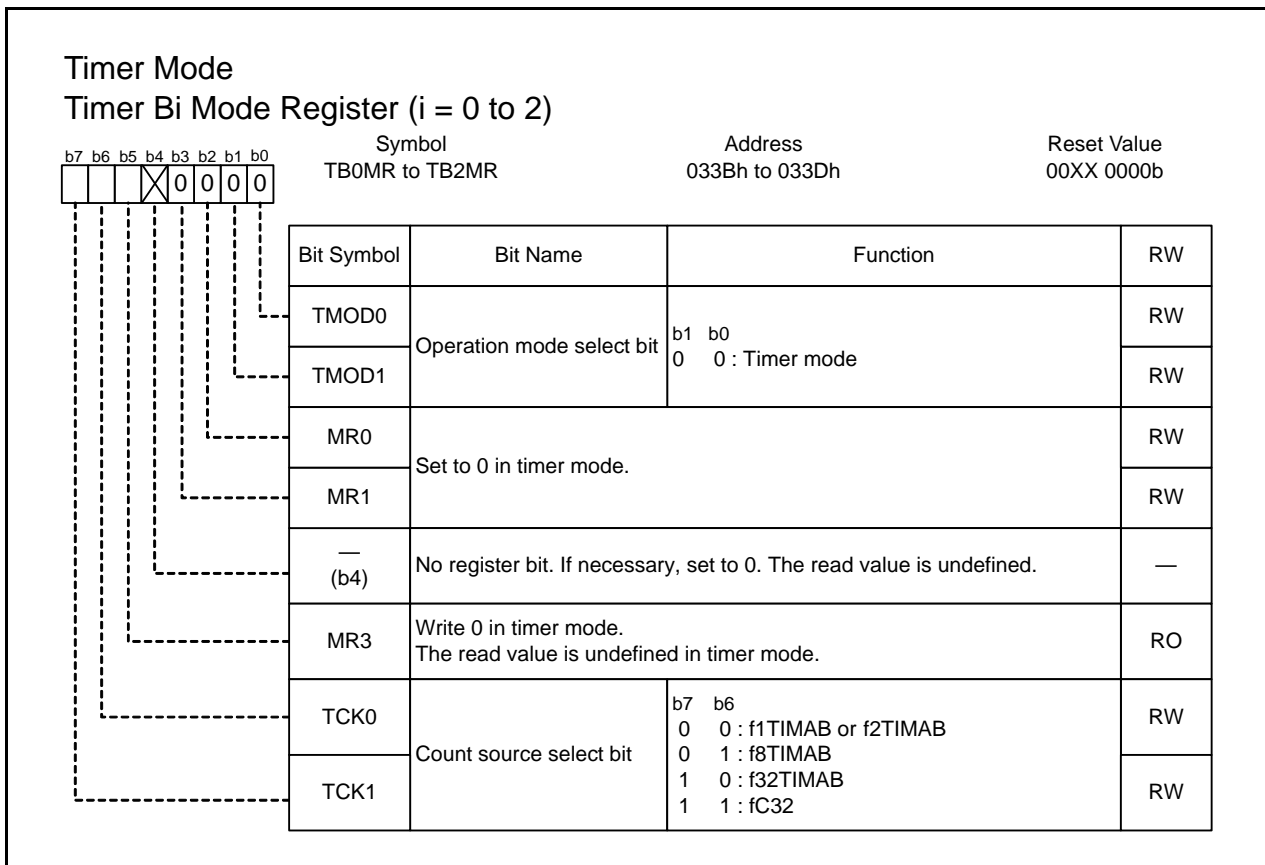 Timer Mode
Timer Bi Mode Register (i = 0 to 2)
Symbol Address Reset Value
TB0MR to TB2MR 033Bh to 033Dh 00XX 0000b
b7 b6 b5 b4 b3 b2 b1 b0
0 0 0 0
Bit Symbol Bit Name Function RW
TMOD0 RW
Operation mode select bit
b1 b0
0 0 : Timer mode
TMOD1 RW
MR0 RW
Set to 0 in timer mode.
MR1 RW
—
(b4)
No register bit. If necessary, set to 0. The read value is undefined. —
MR3
Write 0 in timer mode.
The read value is undefined in timer mode.
RO
TCK0 RW
Count source select bit
b7 b6
0 0 : f1TIMAB or f2TIMAB
0 1 : f8TIMAB
1 0 : f32TIMAB
1 1 : fC32
TCK1 RW